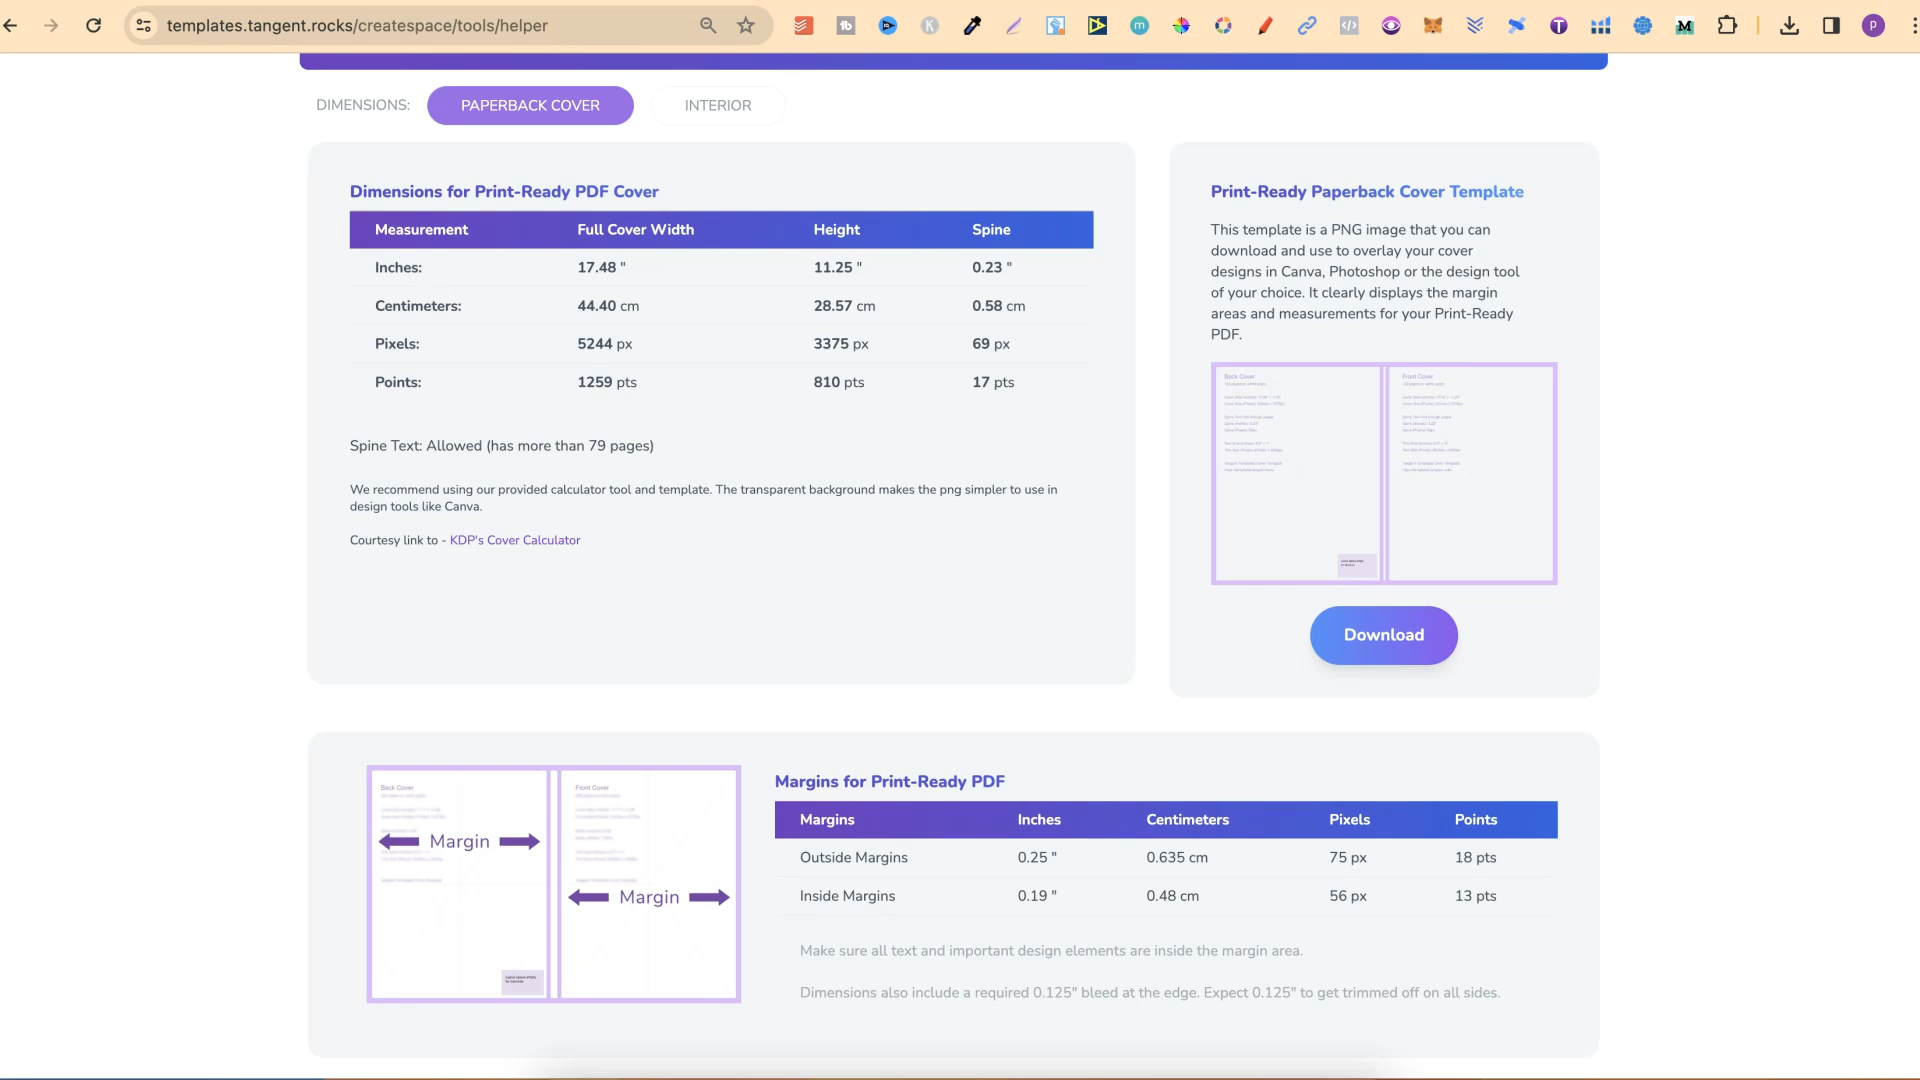 templates.tangent.rocks/createspace/tools/helper
DIMENSIONS:
PAPERBACK COVER
INTERIOR
Dimensions for Print-Ready PDF Cover
Measurement Full Cover Width Height Spine
Inches: 17.48 " 11.25 " 0.23 "
Centimeters: 44.40 cm 28.57 cm 0.58 cm
Pixels: 5244 px 3375 px 69 px
Points: 1259 pts 810 pts 17 pts
Spine Text: Allowed (has more than 79 pages)
We recommend using our provided calculator tool and template. The transparent background makes the png simpler to use in
design tools like Canva.
Courtesy link to - KDP's Cover Calculator
Print-Ready Paperback Cover Template
This template is a PNG image that you can
download and use to overlay your cover
designs in Canva, Photoshop or the design tool
of your choice. It clearly displays the margin
areas and measurements for your Print-Ready
PDF.
Back Cover
Front Cover
Download
Back Cover
Front Cover
Margin
Margin
Margins for Print-Ready PDF
Margins Inches Centimeters Pixels Points
Outside Margins 0.25 " 0.635 cm 75 px 18 pts
Inside Margins 0.19 " 0.48 cm 56 px 13 pts
Make sure all text and important design elements are inside the margin area.
Dimensions also include a required 0.125" bleed at the edge. Expect 0.125" to get trimmed off on all sides.